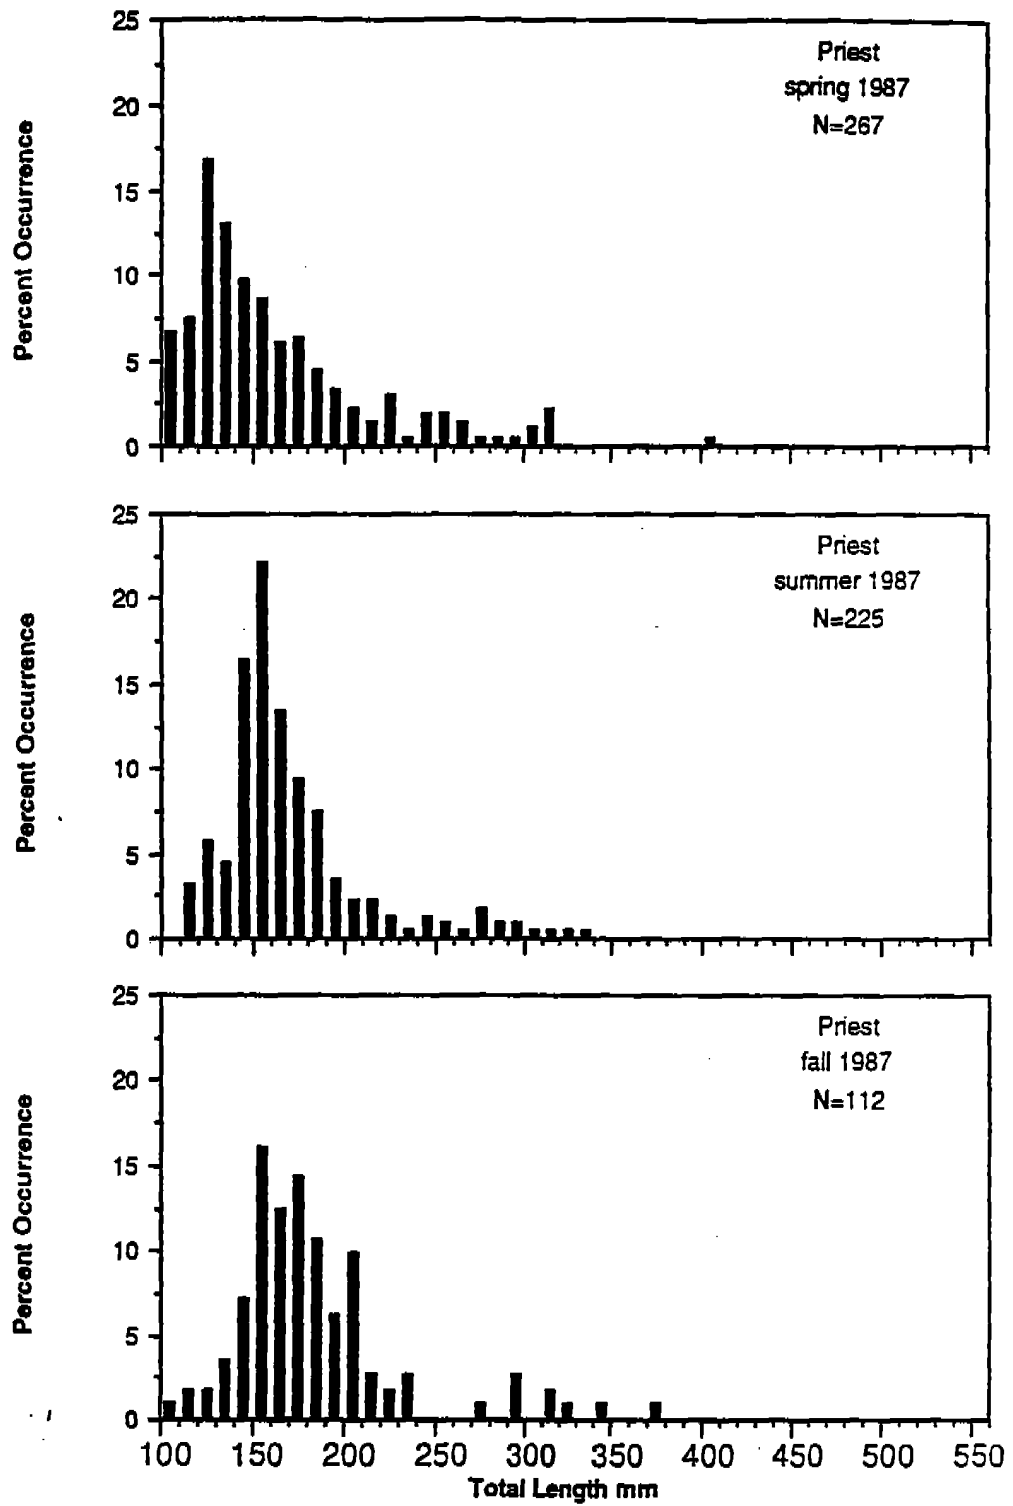 25
Priest
spring 1987
N=267
20
15
10
5
0
Percent Occurrence
25
Priest
summer 1987
N=225
20
15
10
5
0
Percent Occurrence
25
Priest
fall 1987
N=112
20
15
10
5
0
Percent Occurrence
100 150 200 250 300 350 400 450 500 550
Total Length mm